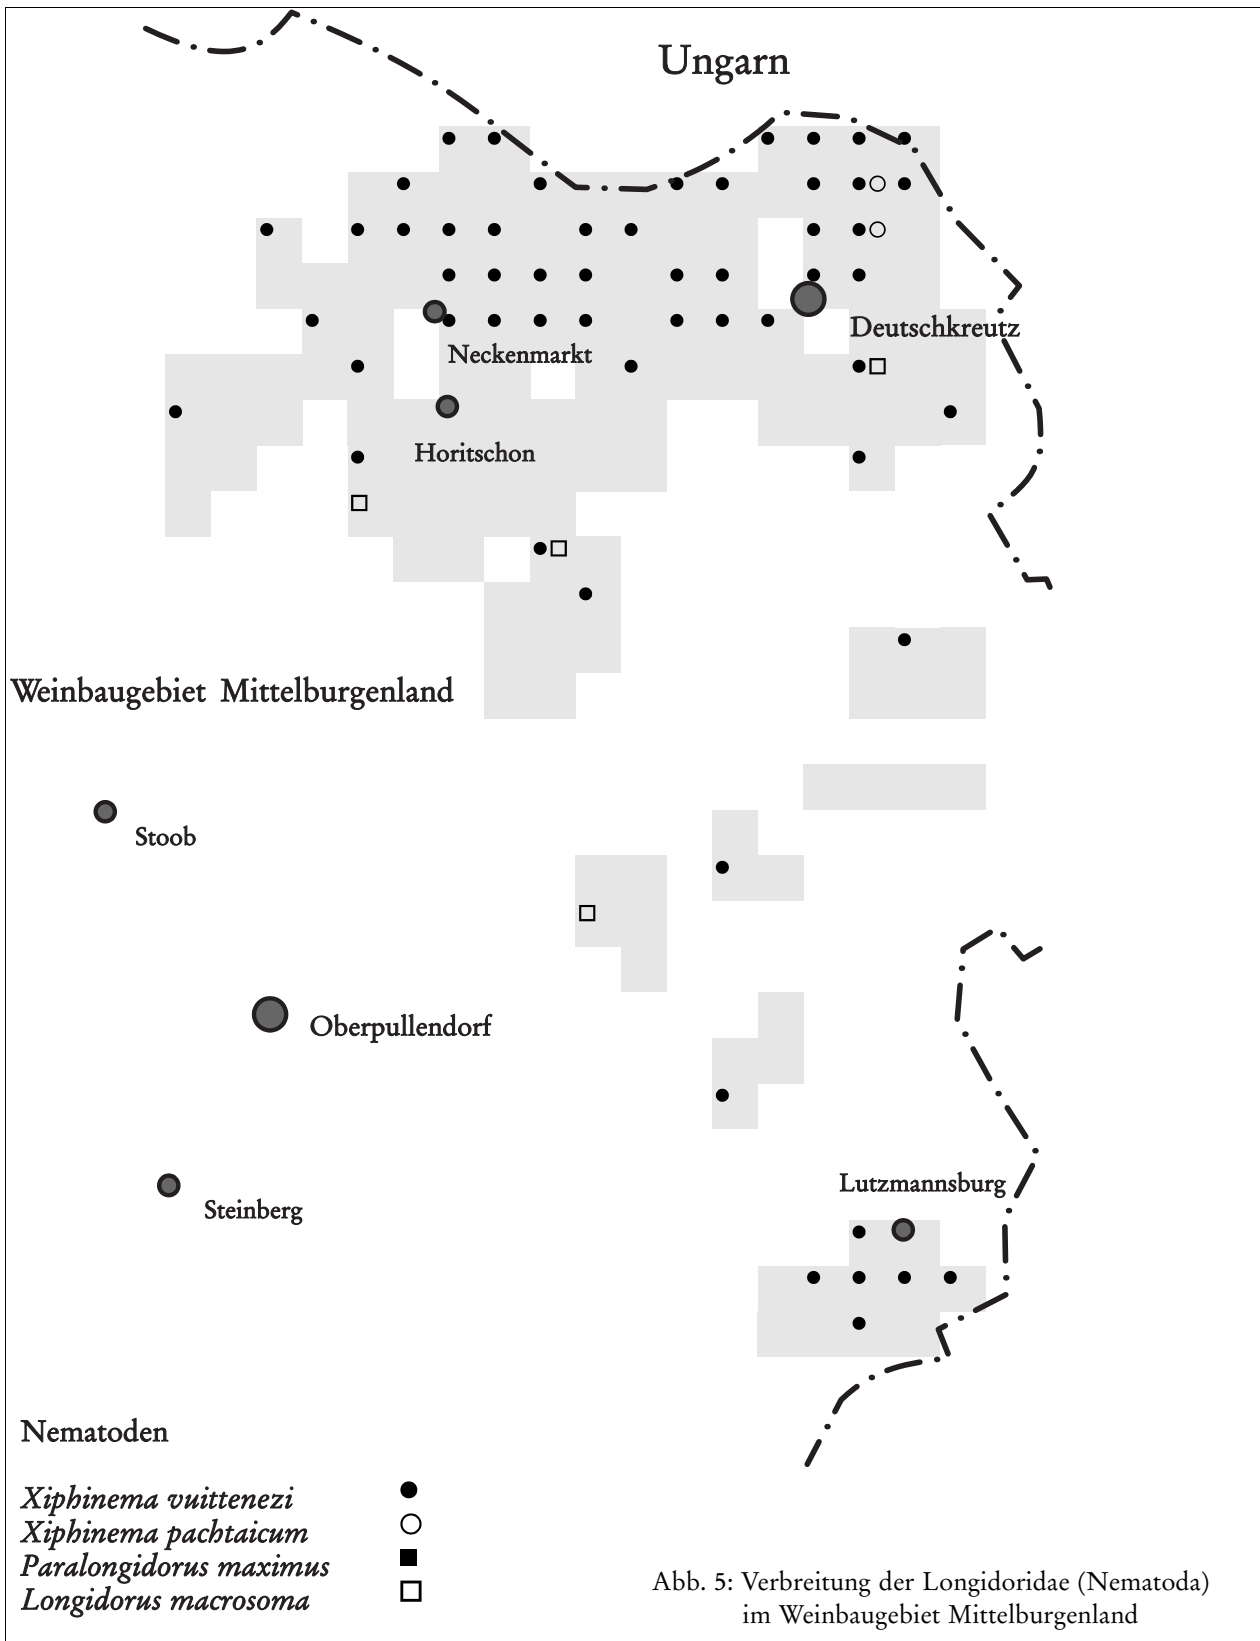 Ungarn
Deutschkreutz
Neckenmarkt
Horitschon
Weinbaugebiet Mittelburgenland
Stoob
Oberpullendorf
Lutzmannsburg
Steinberg
Nematoden
Xiphinema vuittenezi
Xiphinema pachtaicum
Paralongidorus maximus
Longidorus macrosoma
Abb. 5: Verbreitung der Longidoridae (Nematoda)
im Weinbaugebiet Mittelburgenland